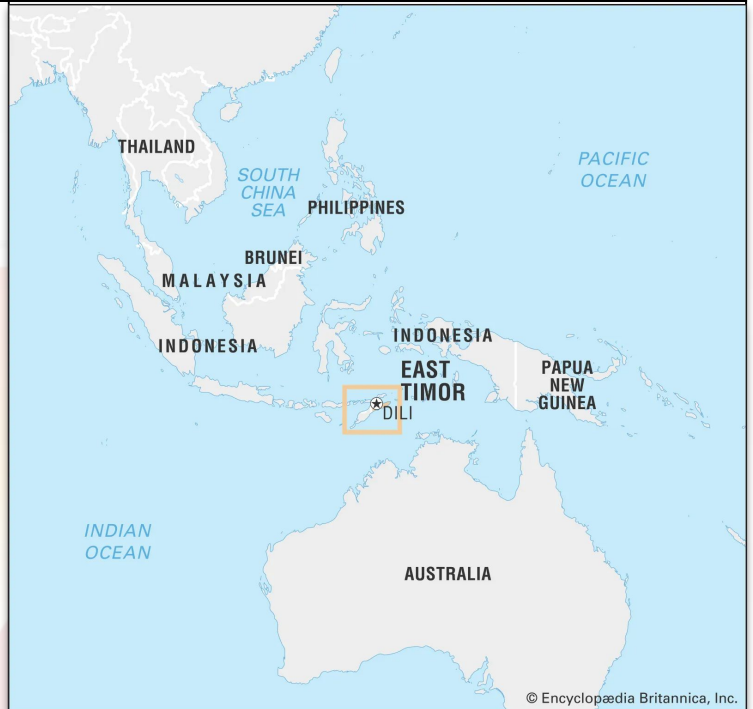 THAILAND
SOUTH
CHINA
SEA
PACIFIC
OCEAN
PHILIPPINES
BRUNEI
MALAYSIA
INDONESIA
INDONESIA
EAST
TIMOR
DILI
PAPUA
NEW
GUINEA
INDIAN
OCEAN
AUSTRALIA
© Encyclopædia Britannica, Inc.